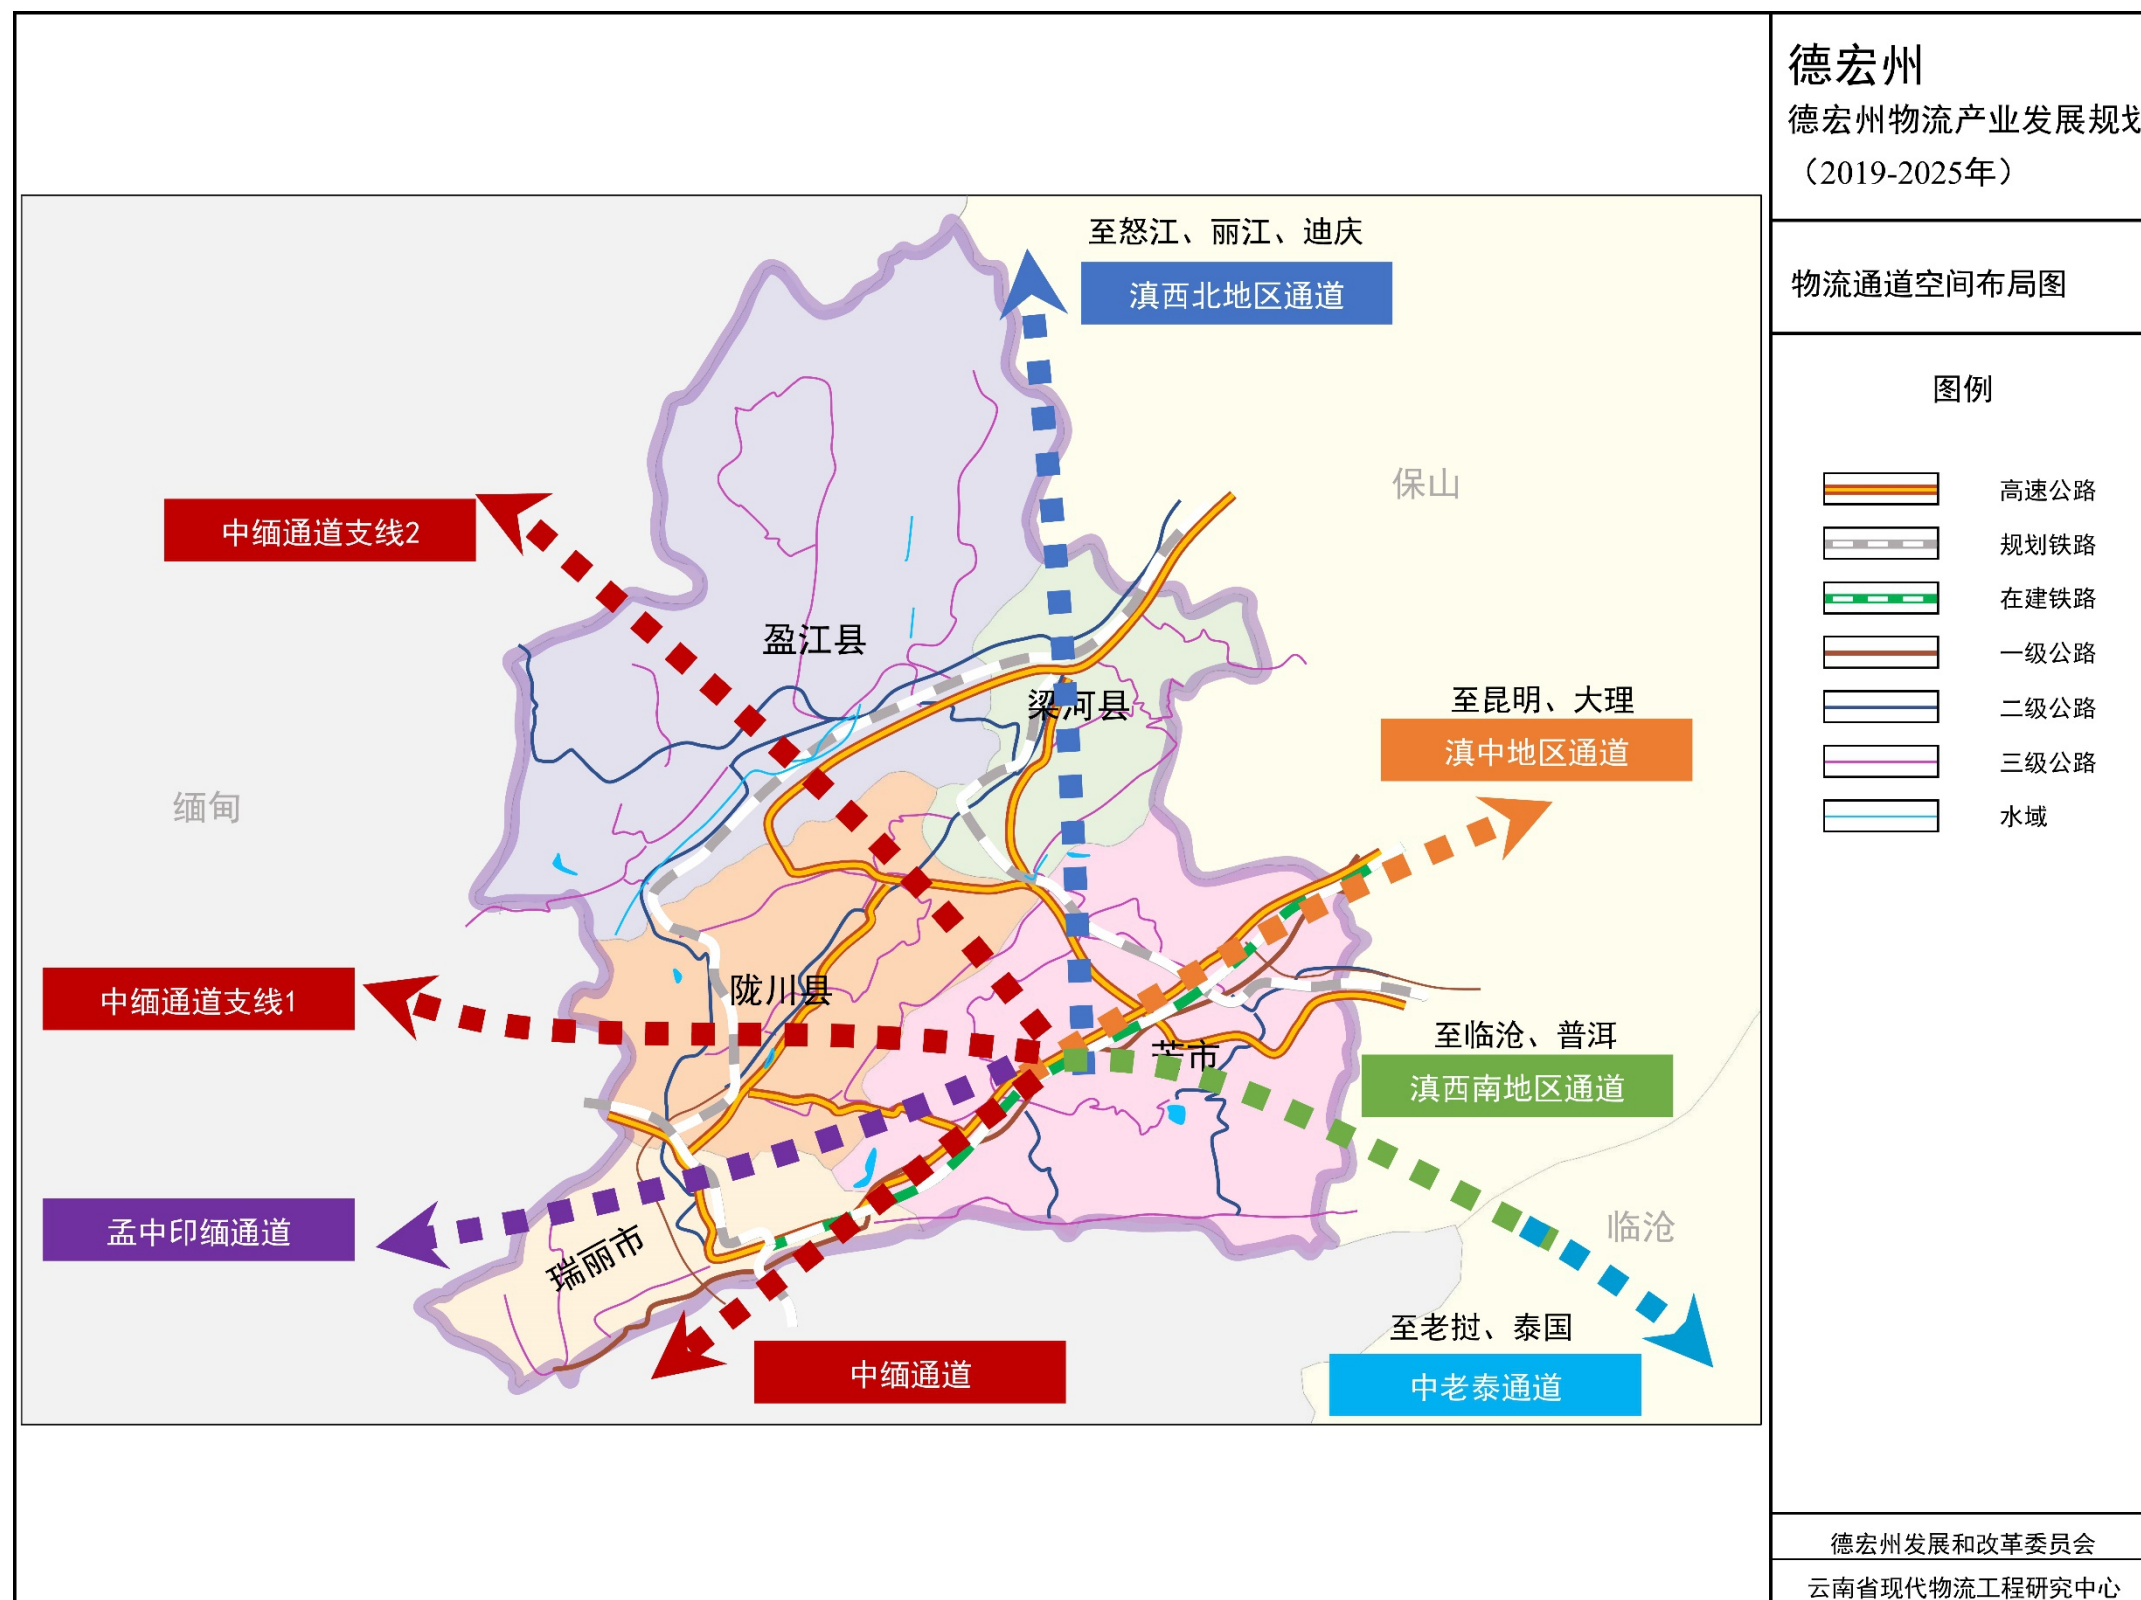 德宏州
德宏州物流产业发展规划
（2019-2025年）
物流通道空间布局图
图例
高速公路
规划铁路
在建铁路
一级公路
二级公路
三级公路
水域
至怒江、丽江、迪庆
滇西北地区通道
保山
中缅通道支线2
盈江县
梁河县
至昆明、大理
滇中地区通道
缅甸
陇川县
中缅通道支线1
芒市
至临沧、普洱
滇西南地区通道
孟中印缅通道
瑞丽市
临沧
至老挝、泰国
中老泰通道
中缅通道
德宏州发展和改革委员会
云南省现代物流工程研究中心